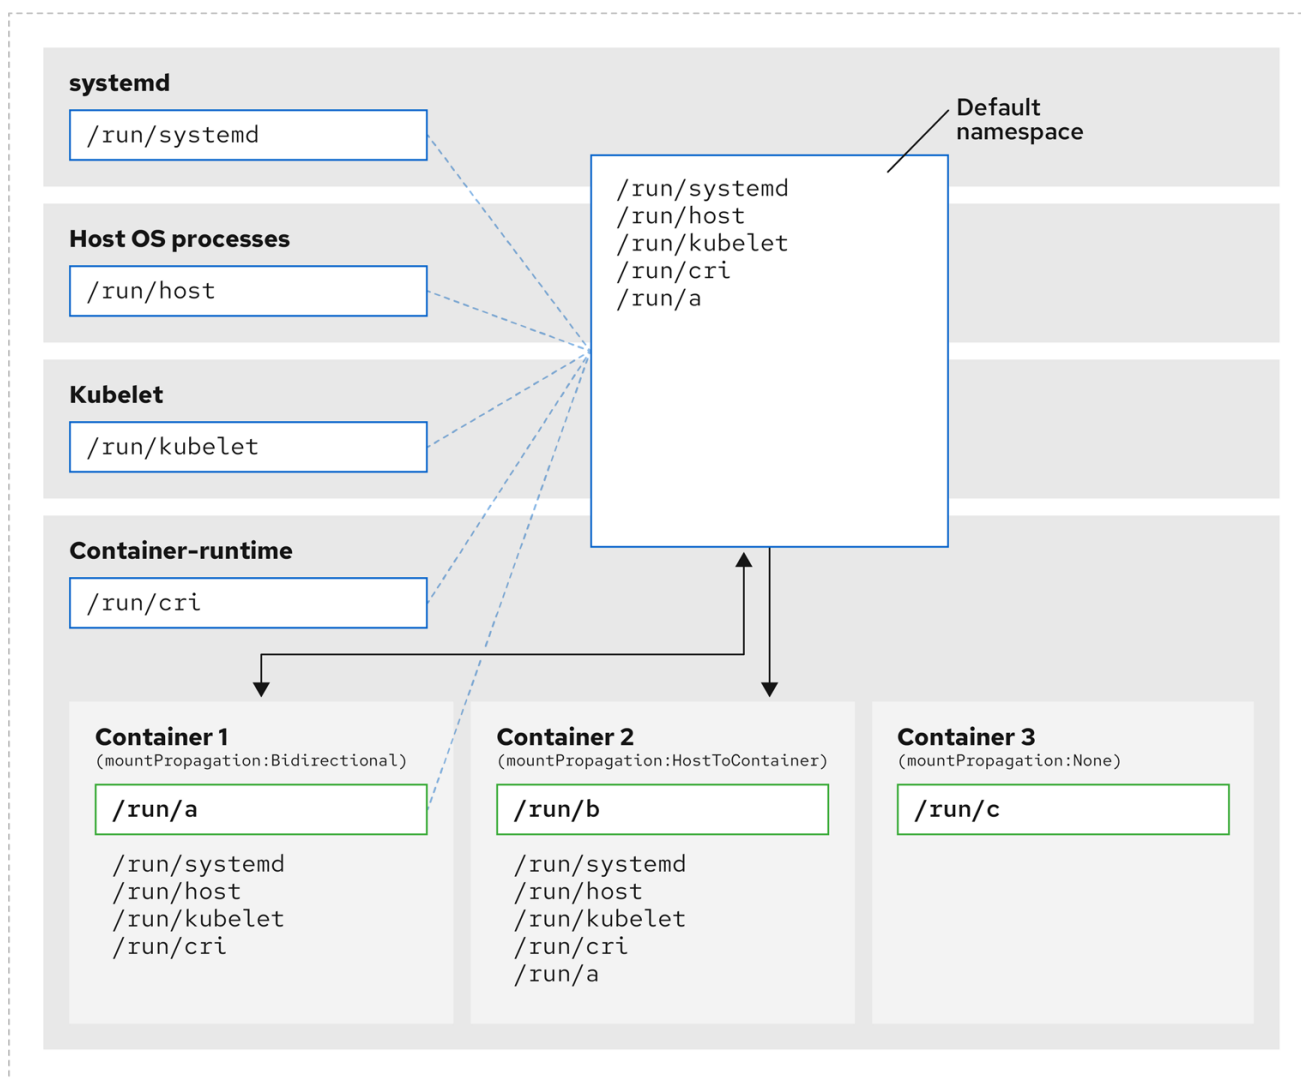 systemd
/run/systemd
Default
namespace
/run/systemd
/run/host
/run/kubelet
/run/cri
/run/a
Host OS processes
/run/host
Kubelet
/run/kubelet
Container-runtime
/run/cri
Container 1
(mountPropagation:Bidirectional)
/run/a
/run/systemd
/run/host
/run/kubelet
/run/cri
Container 2
(mountPropagation:HostToContainer)
/run/b
/run/systemd
/run/host
/run/kubelet
/run/cri
/run/a
Container 3
(mountPropagation:None)
/run/c